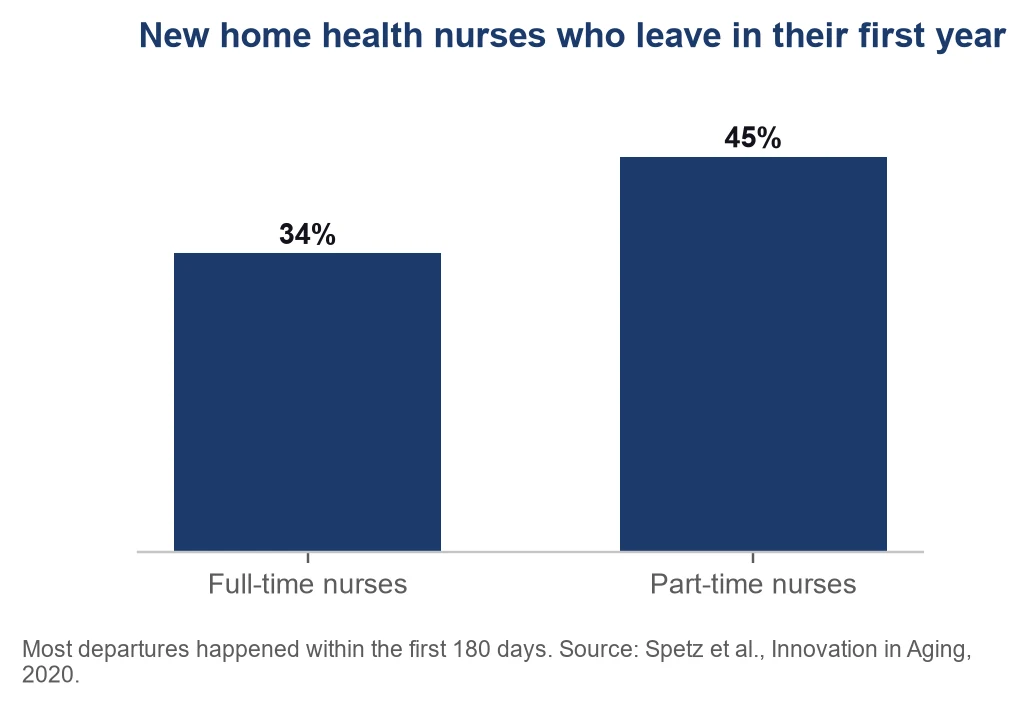 New home health nurses who leave in their first year
45%
34%
Full-time nurses
Part-time nurses
Most departures happened within the first 180 days. Source: Spetz et al., Innovation in Aging,
2020.